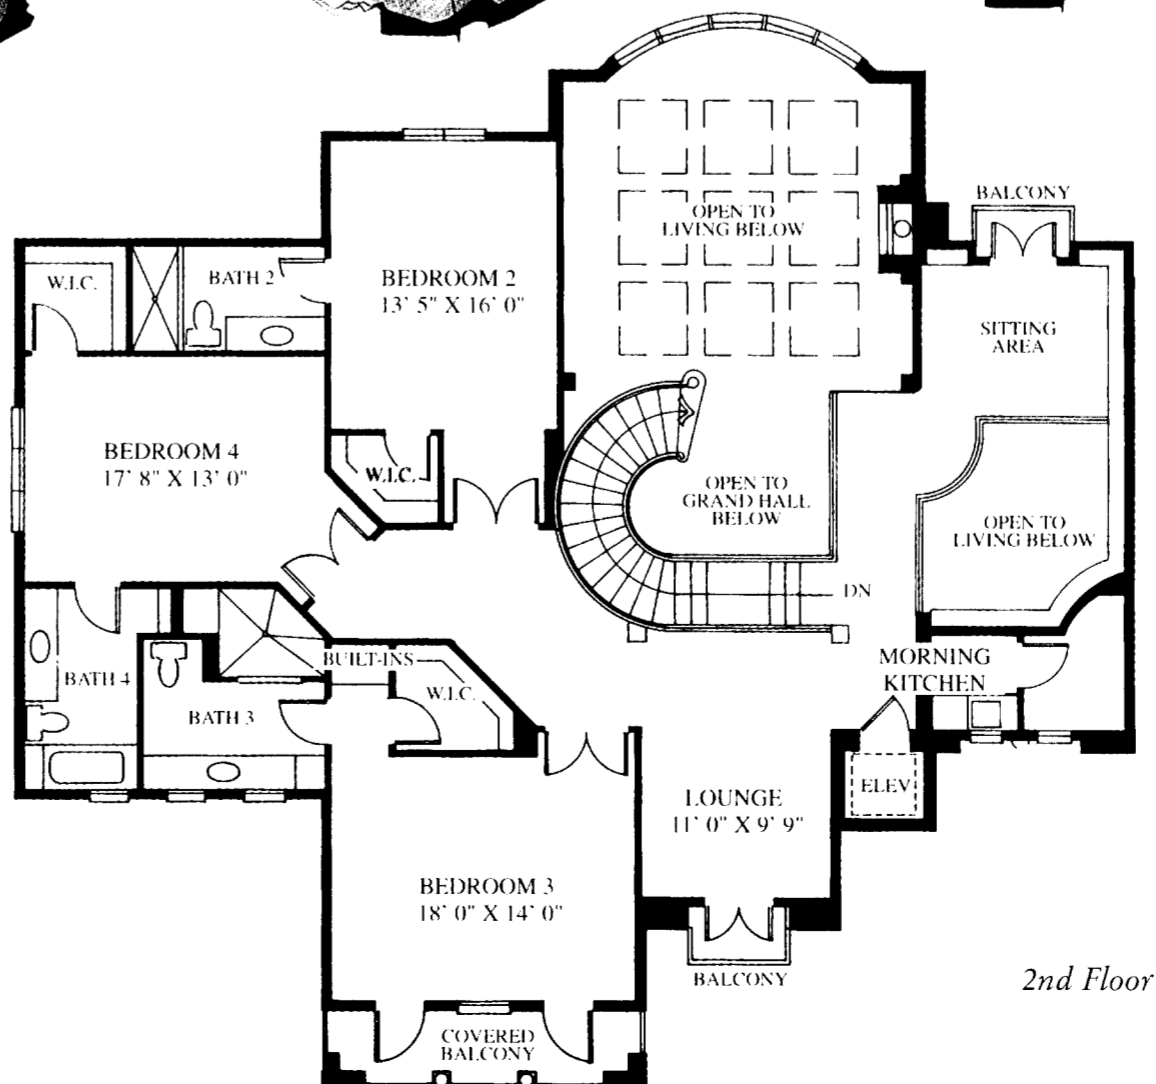 BALCONY
OPEN TO
LIVING BELOW
W.I.C.
BATH 2
BEDROOM 2
13' 5" X 16' 0"
SITTING
AREA
BEDROOM 4
17' 8" X 13' 0"
W.I.C.
OPEN TO
GRAND HALL
BELOW
OPEN TO
LIVING BELOW
DN
BUILT-INS
MORNING
KITCHEN
BATH 4
W.I.C.
BATH 3
ELEV
LOUNGE
11' 0" X 9' 9"
BEDROOM 3
18' 0" X 14' 0"
BALCONY
2nd Floor
COVERED
BALCONY